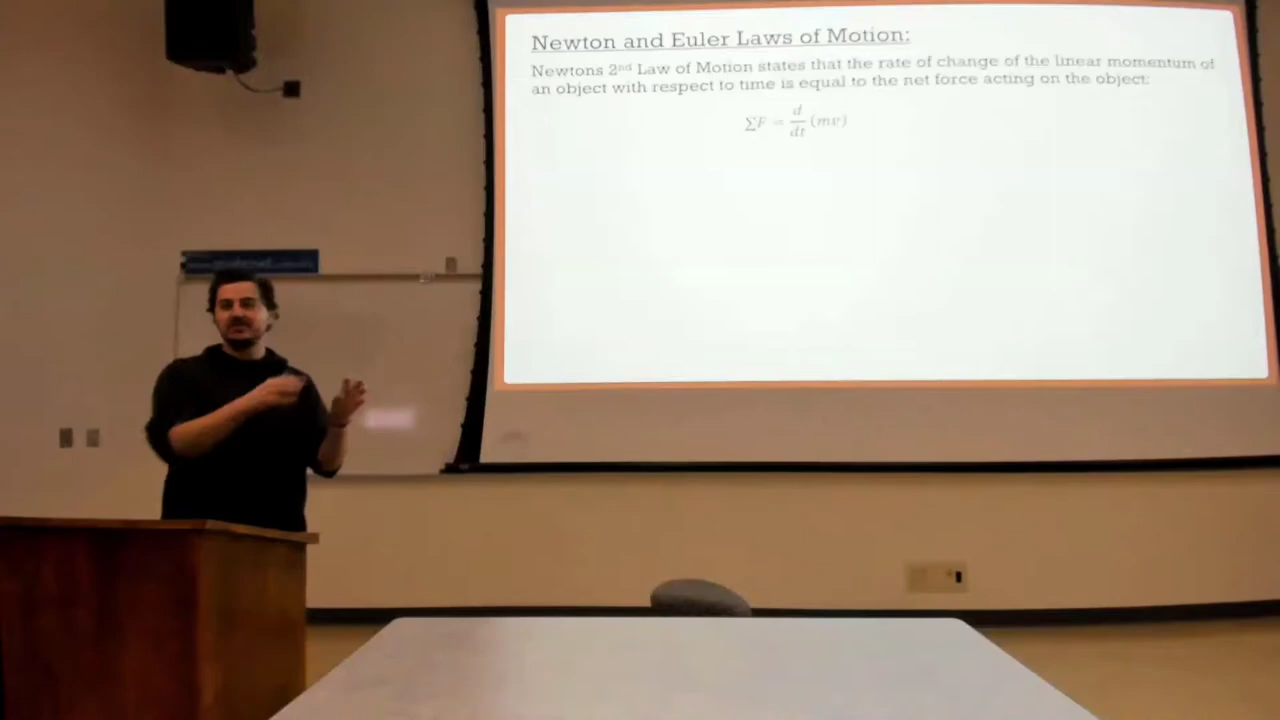 Newton and Euler Laws of Motion:
Newtons 2nd Law of Motion states that the rate of change of the linear momentum of
an object with respect to time is equal to the net force acting on the object:
ΣF = d/dt (mv)